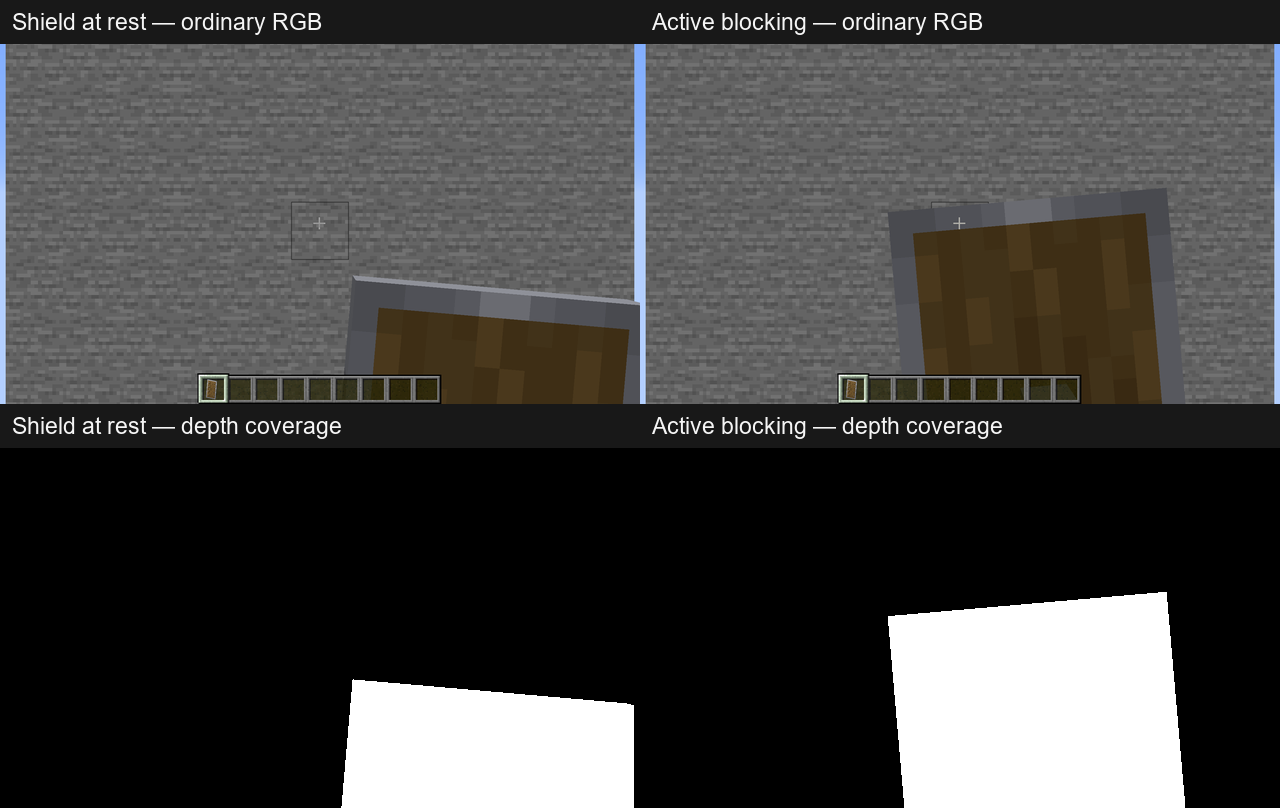 Shield at rest — ordinary RGB
Active blocking — ordinary RGB
Shield at rest — depth coverage
Active blocking — depth coverage